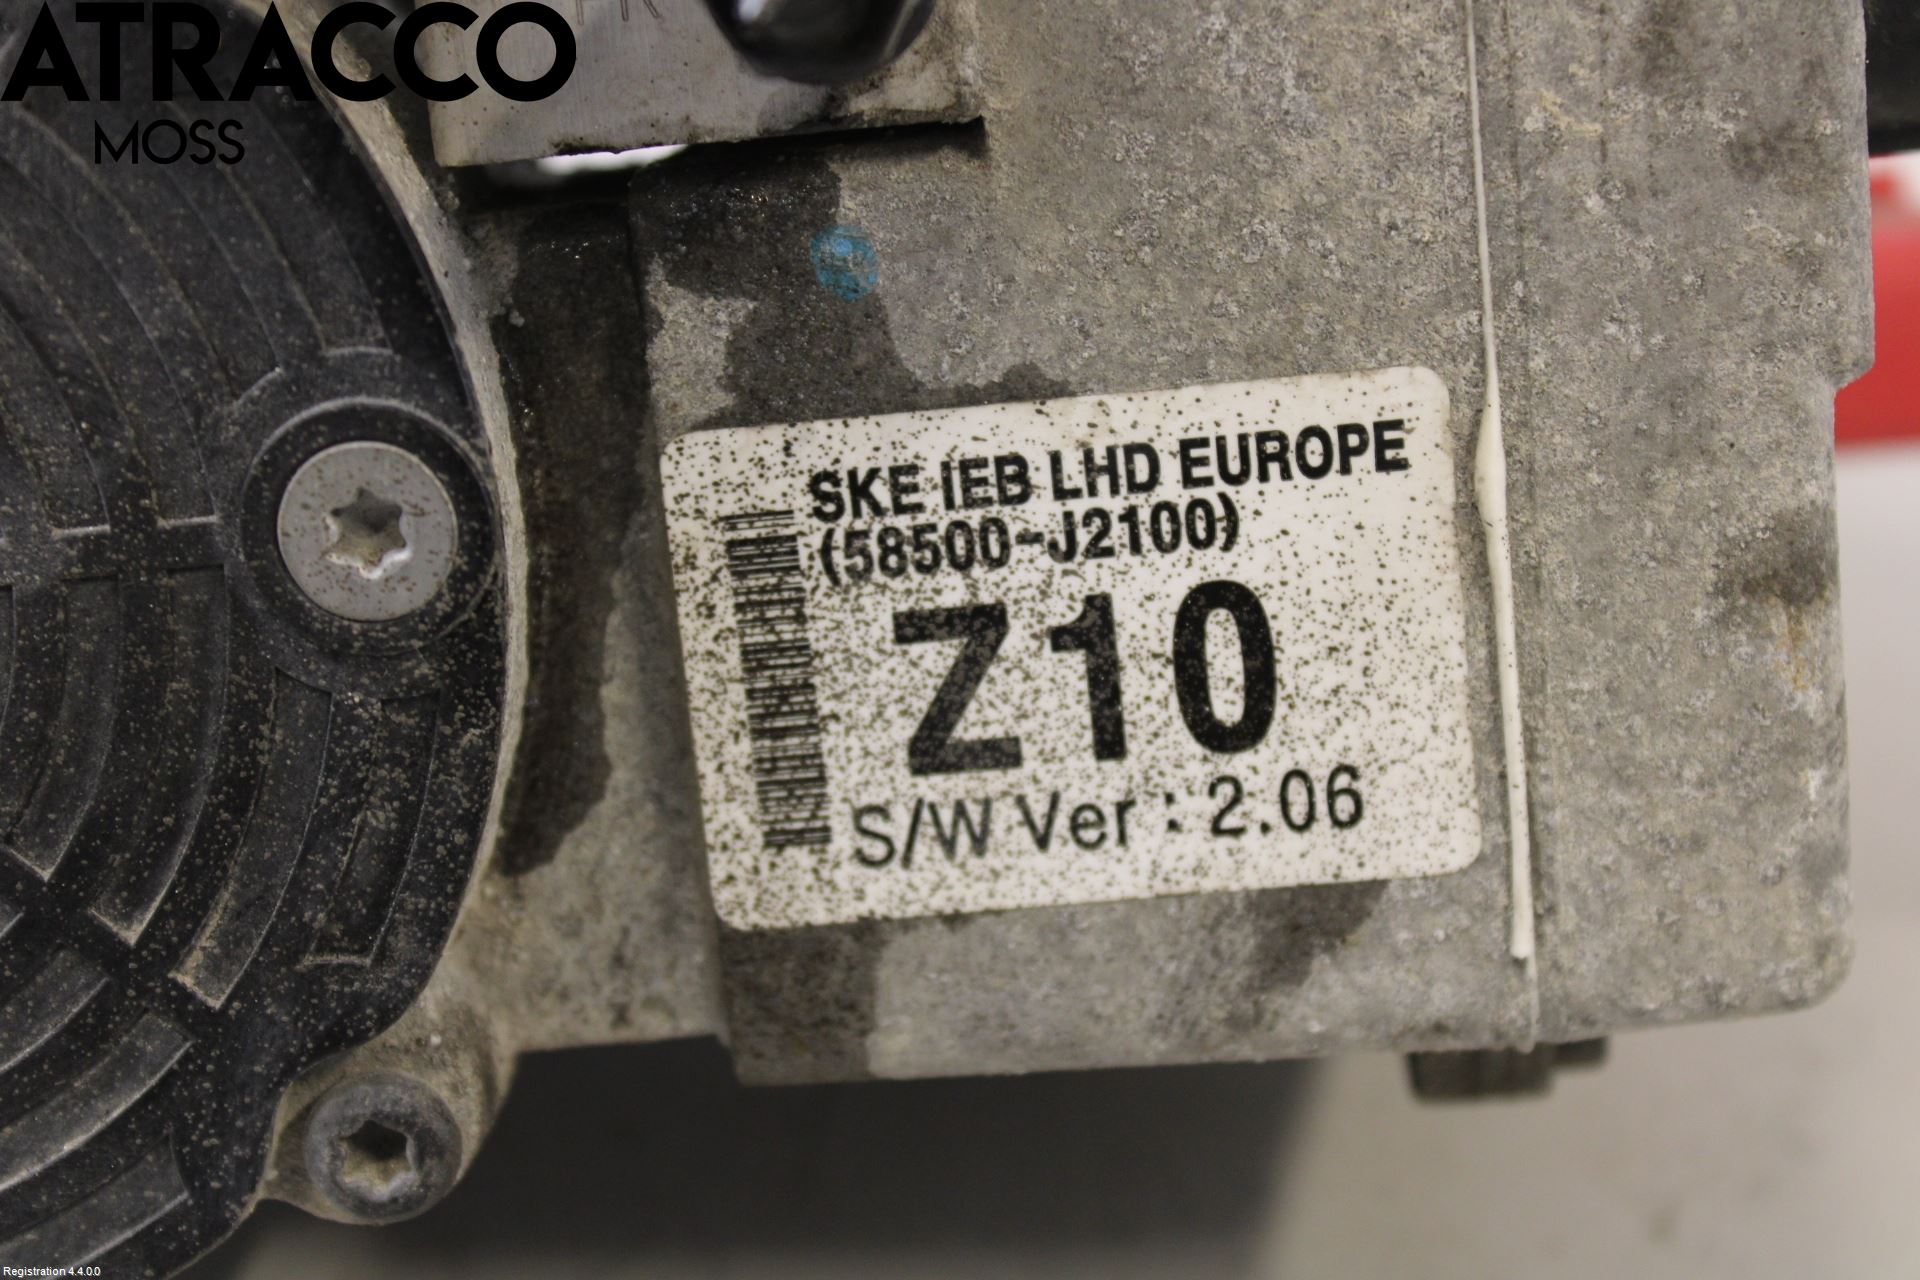 ATRACCO
MOSS
SKE IEB LHD EUROPE
(58500-J2100)
Z10
S/W Ver : 2.06
Registration 4.4.0.0